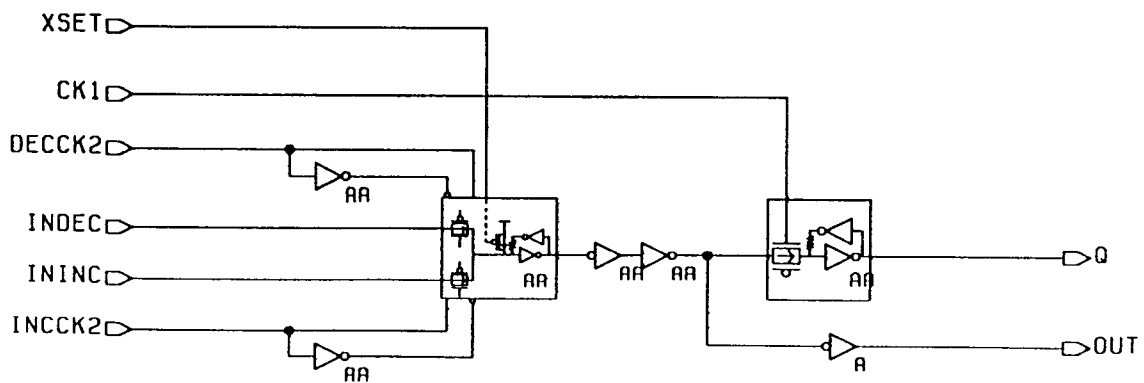 XSET
CK1
DECCK2
AA
INDEC
ININC
AA
AA
AA
AA
Q
INCCK2
AA
A
OUT